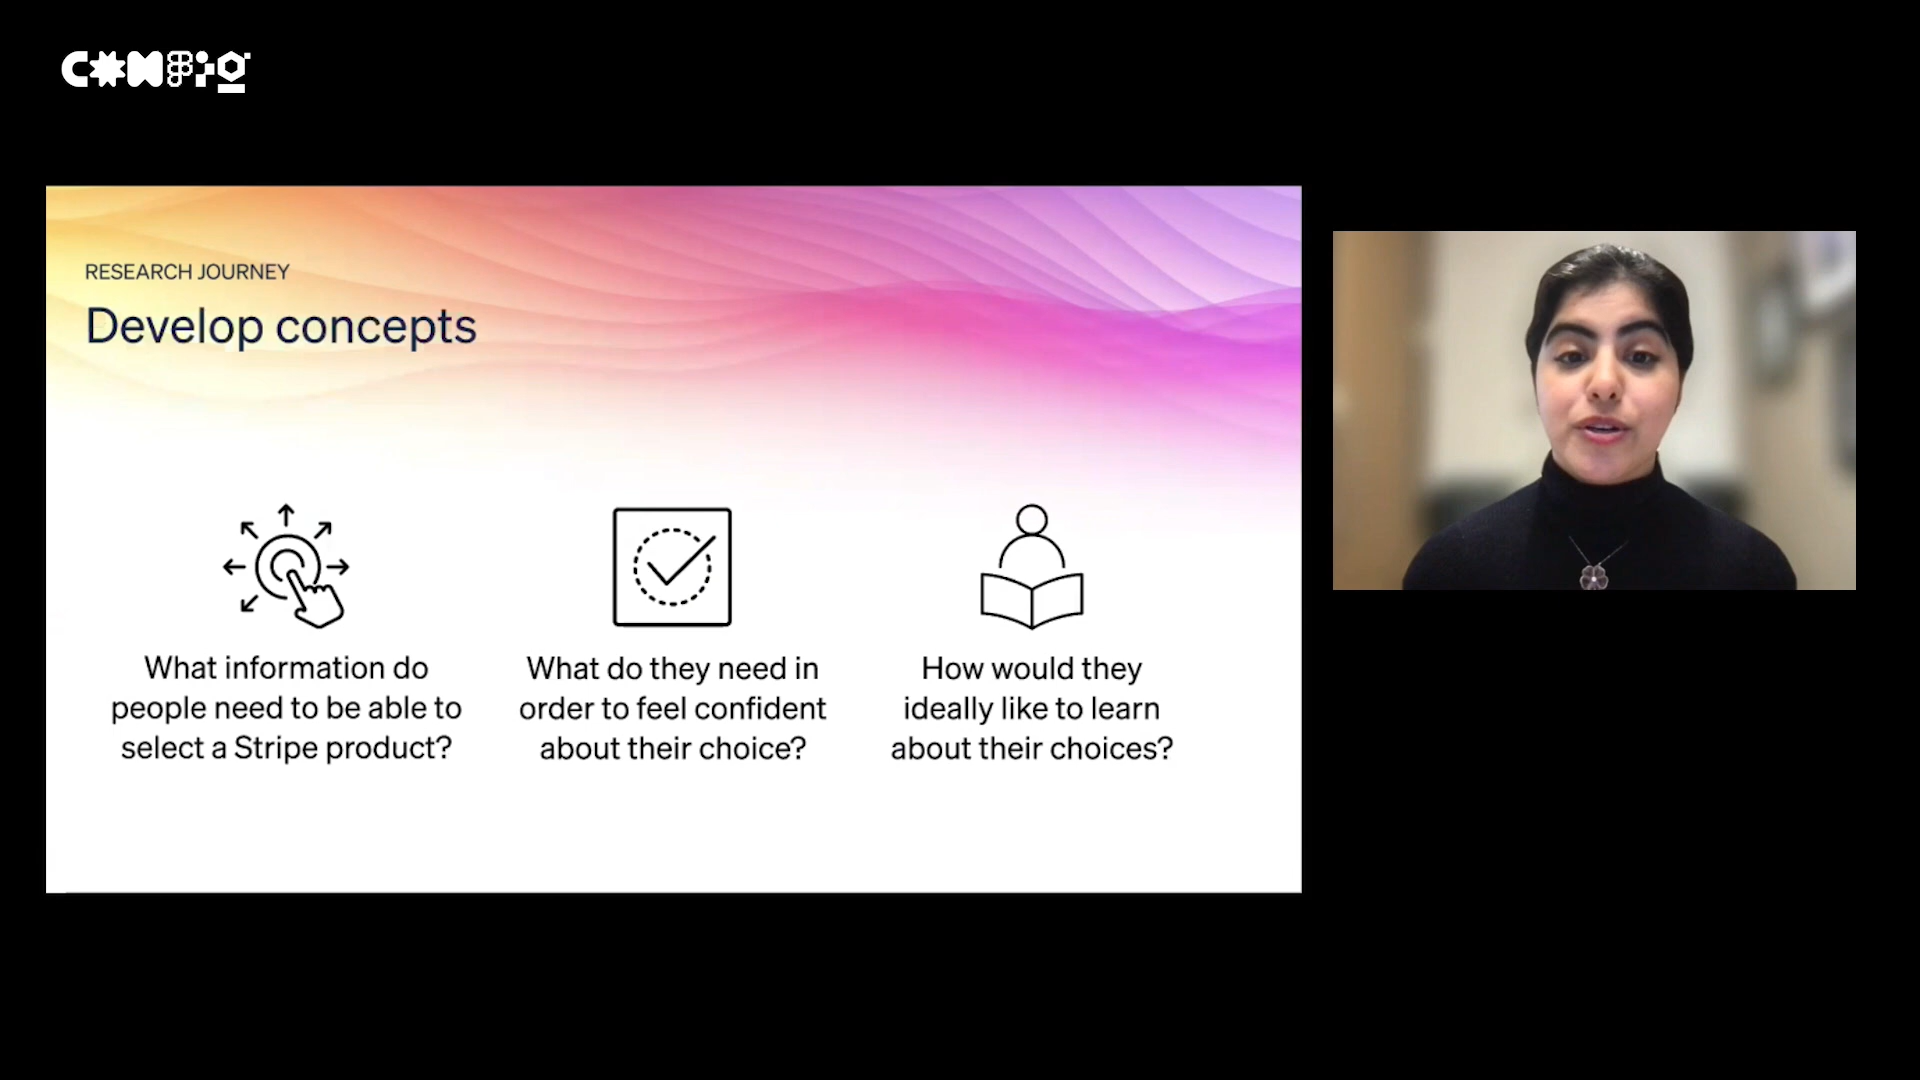 CONFIG
RESEARCH JOURNEY
Develop concepts
What information do
people need to be able to
select a Stripe product?
What do they need in
order to feel confident
about their choice?
How would they
ideally like to learn
about their choices?